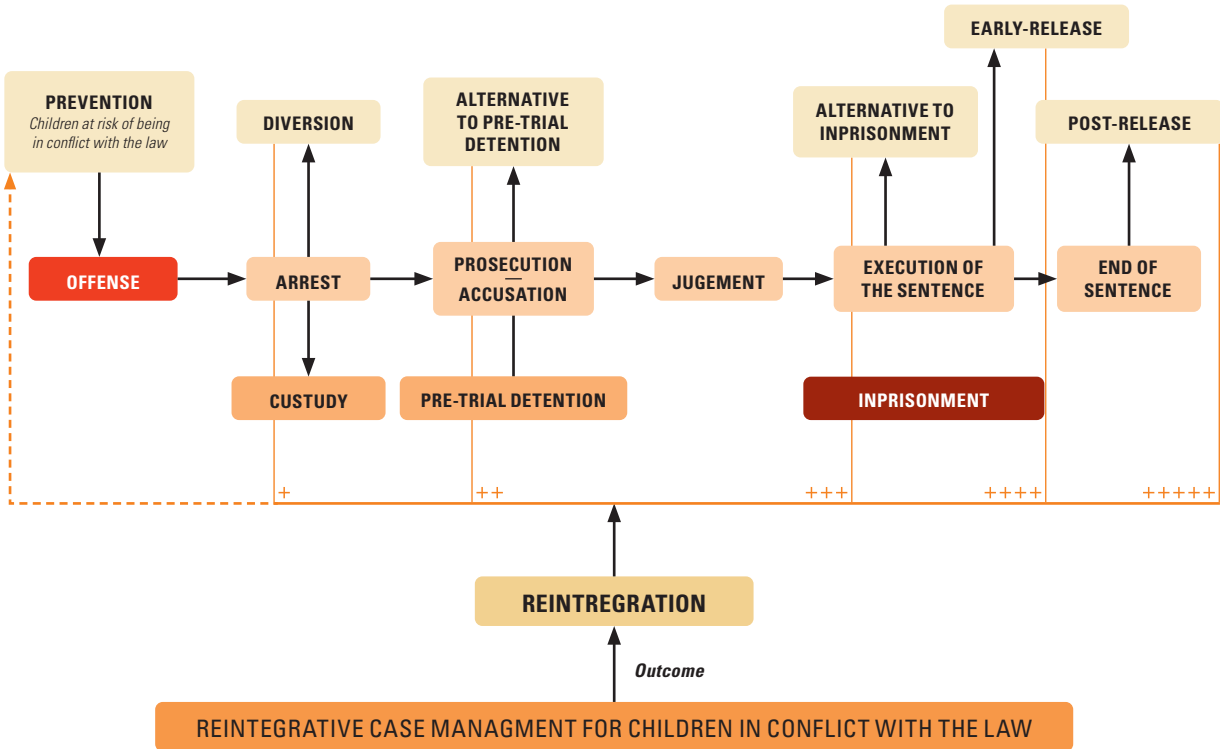 EARLY-RELEASE
PREVENTION
Children at risk of being
in conflict with the law
DIVERSION
ALTERNATIVE
TO PRE-TRIAL
DETENTION
ALTERNATIVE TO
INPRISONMENT
POST-RELEASE
OFFENSE
ARREST
PROSECUTION
—
ACCUSATION
JUGEMENT
EXECUTION OF
THE SENTENCE
END OF
SENTENCE
CUSTUDY
PRE-TRIAL DETENTION
INPRISONMENT
+
++
+++
++++
+++++
REINTREGRATION
Outcome
REINTEGRATIVE CASE MANAGMENT FOR CHILDREN IN CONFLICT WITH THE LAW